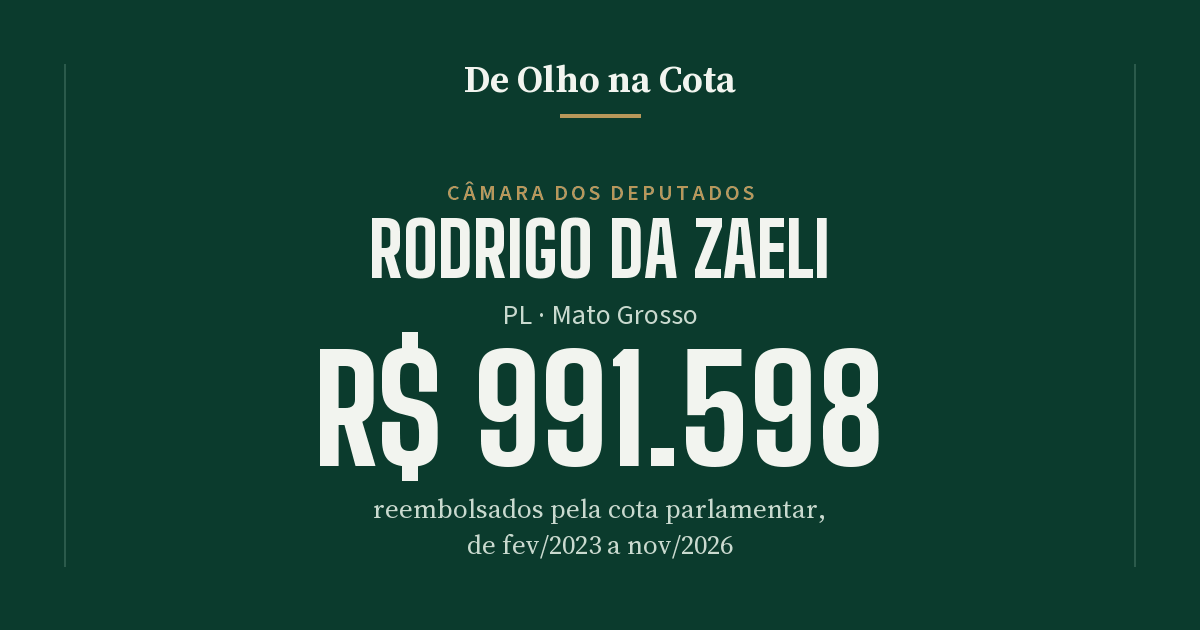 De Olho na Cota
CÂMARA DOS DEPUTADOS
RODRIGO DA ZAELI
PL · Mato Grosso
R$ 991.598
reembolsados pela cota parlamentar,
de fev/2023 a nov/2026